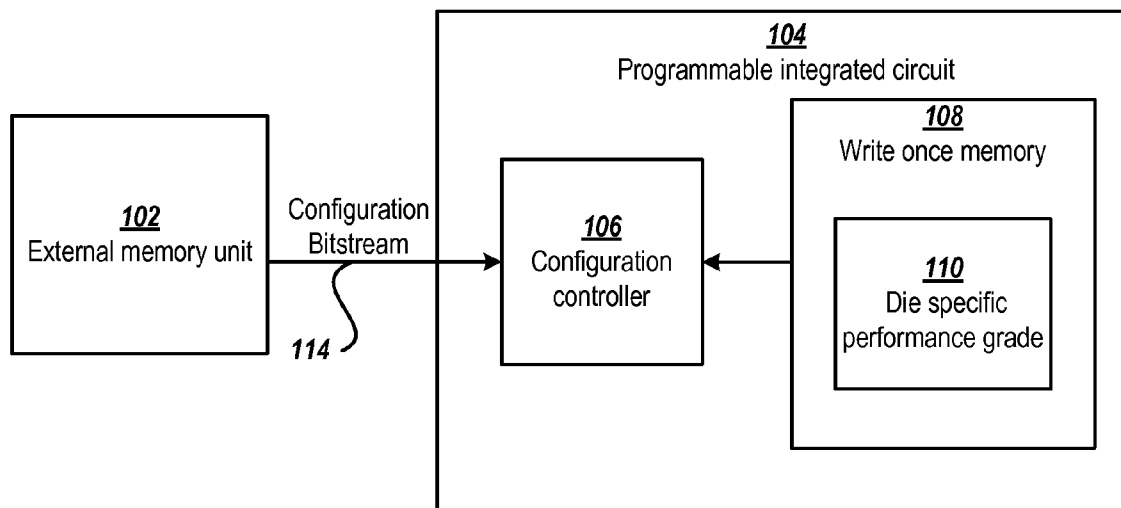 104
Programmable integrated circuit
108
Write once memory
102
External memory unit
Configuration
Bitstream
106
Configuration
controller
110
Die specific
performance grade
114